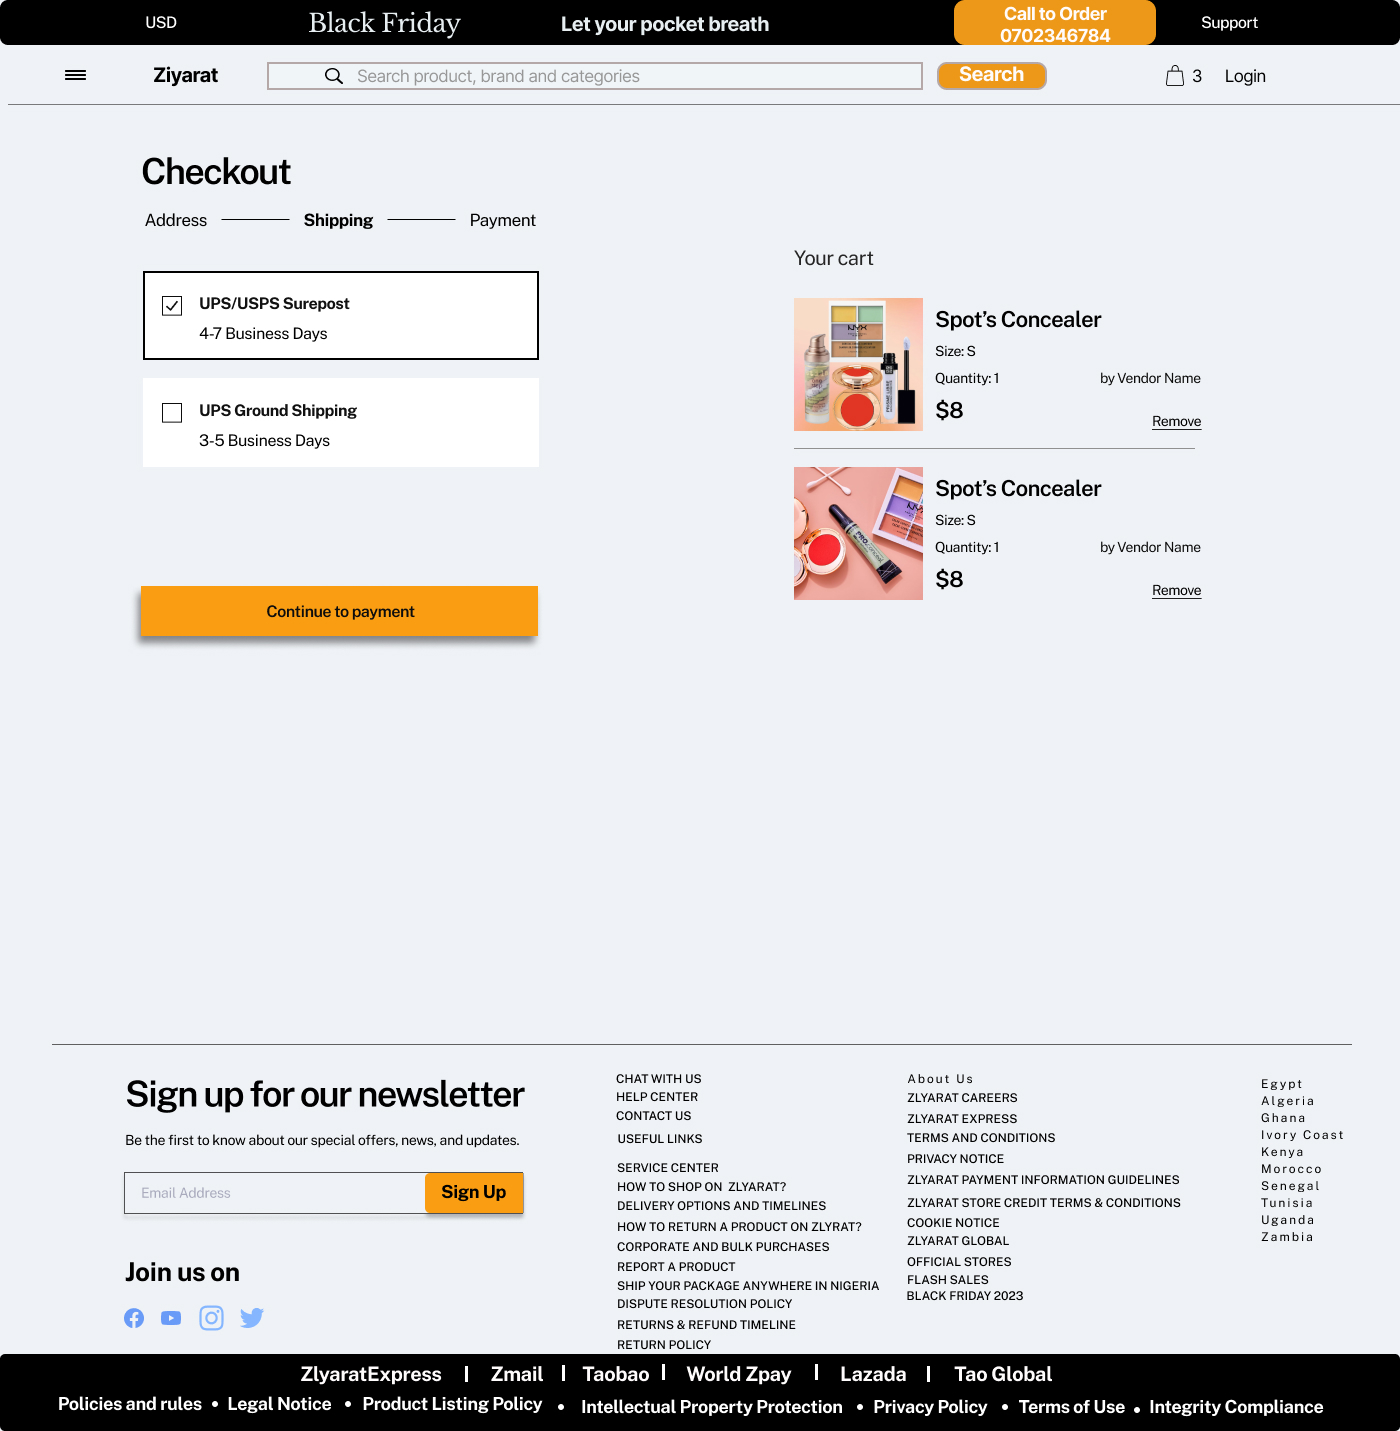 USD
Black Friday
Let your pocket breath
Call to Order
0702346784
Support
Ziyarat
Search product, brand and categories
Search
3
Login
Checkout
Address
Shipping
Payment
UPS/USPS Surepost
4-7 Business Days
UPS Ground Shipping
3-5 Business Days
Continue to payment
Your cart
NYX
Spot’s Concealer
Size: S
Quantity: 1
by Vendor Name
$8
Remove
NYX
PRO.conceal
Spot’s Concealer
Size: S
Quantity: 1
by Vendor Name
$8
Remove
Sign up for our newsletter
Be the first to know about our special offers, news, and updates.
Email Address
Sign Up
Join us on
CHAT WITH US
HELP CENTER
CONTACT US
USEFUL LINKS
SERVICE CENTER
HOW TO SHOP ON ZLYARAT?
DELIVERY OPTIONS AND TIMELINES
HOW TO RETURN A PRODUCT ON ZLYRAT?
CORPORATE AND BULK PURCHASES
REPORT A PRODUCT
SHIP YOUR PACKAGE ANYWHERE IN NIGERIA
DISPUTE RESOLUTION POLICY
RETURNS & REFUND TIMELINE
RETURN POLICY
About Us
ZLYARAT CAREERS
ZLYARAT EXPRESS
TERMS AND CONDITIONS
PRIVACY NOTICE
ZLYARAT PAYMENT INFORMATION GUIDELINES
ZLYARAT STORE CREDIT TERMS & CONDITIONS
COOKIE NOTICE
ZLYARAT GLOBAL
OFFICIAL STORES
FLASH SALES
BLACK FRIDAY 2023
Egypt
Algeria
Ghana
Ivory Coast
Kenya
Morocco
Senegal
Tunisia
Uganda
Zambia
ZlyaratExpress | Zmail | Taobao | World Zpay | Lazada | Tao Global
Policies and rules • Legal Notice • Product Listing Policy • Intellectual Property Protection • Privacy Policy • Terms of Use • Integrity Compliance